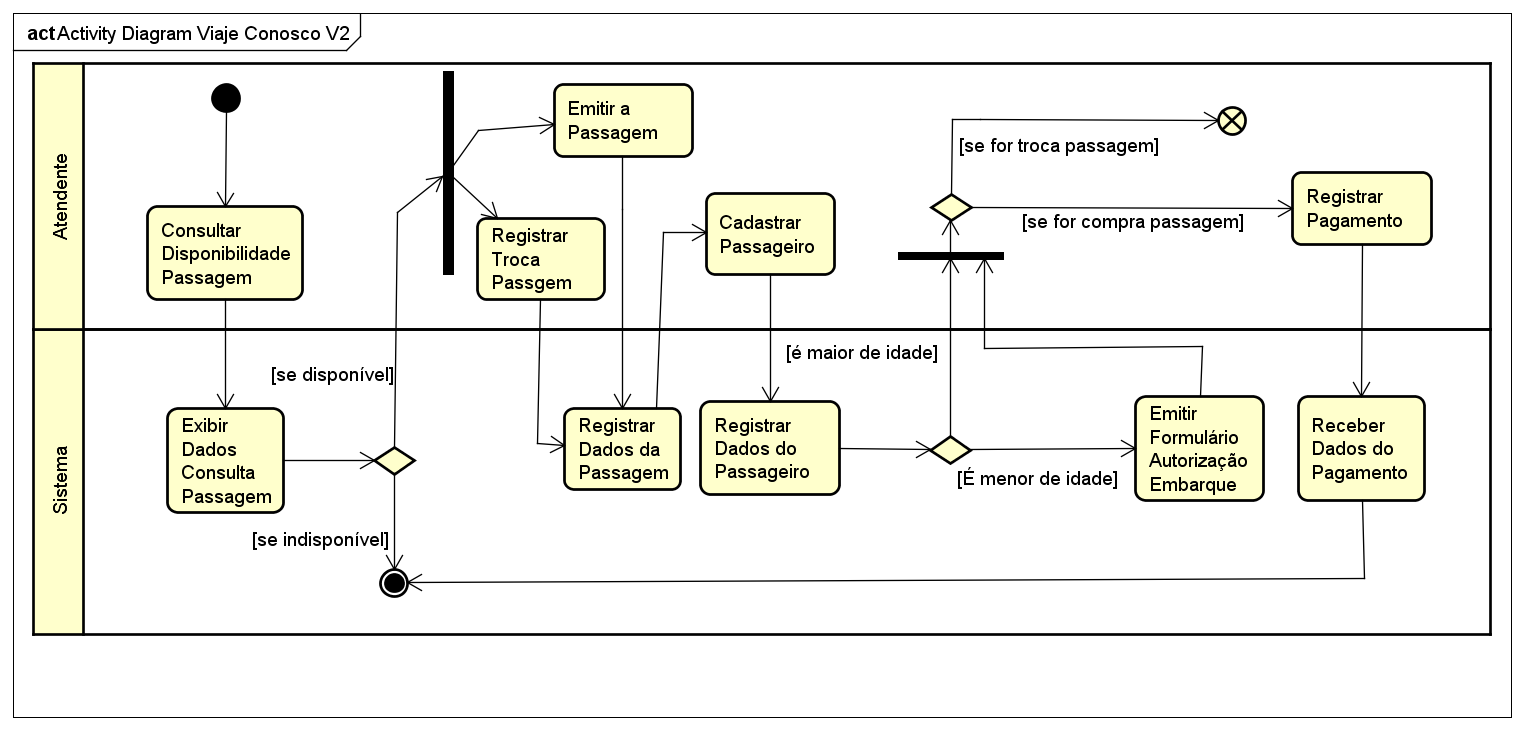 act Activity Diagram Viaje Conosco V2
Atendente
Consultar
Disponibilidade
Passagem
Emitir a
Passagem
Registrar
Troca
Passgem
Cadastrar
Passageiro
[se for troca passagem]
[se for compra passagem]
Registrar
Pagamento
Sistema
[se disponível]
Exibir
Dados
Consulta
Passagem
[se indisponível]
Registrar
Dados da
Passagem
Registrar
Dados do
Passageiro
[é maior de idade]
[É menor de idade]
Emitir
Formulário
Autorização
Embarque
Receber
Dados do
Pagamento